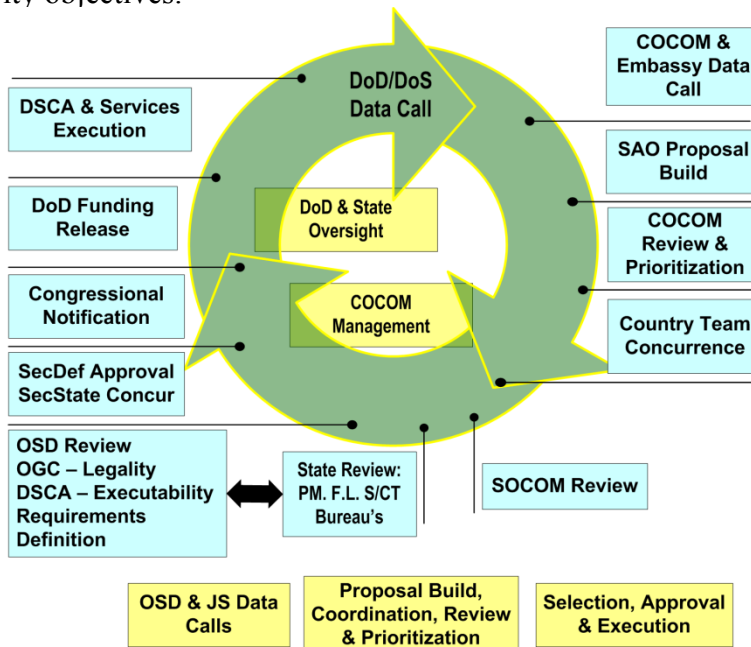 ity objectives.
DoD/DoS
Data Call
COCOM &
Embassy Data
Call
DSCA & Services
Execution
SAO Proposal
Build
DoD Funding
Release
DoD & State
Oversight
COCOM
Review &
Prioritization
Congressional
Notification
COCOM
Management
Country Team
Concurrence
SecDef Approval
SecState Concur
OSD Review
OGC – Legality
DSCA – Executability
Requirements
Definition
State Review:
PM. F.L. S/CT
Bureau's
SOCOM Review
OSD & JS Data
Calls
Proposal Build,
Coordination, Review
& Prioritization
Selection, Approval
& Execution